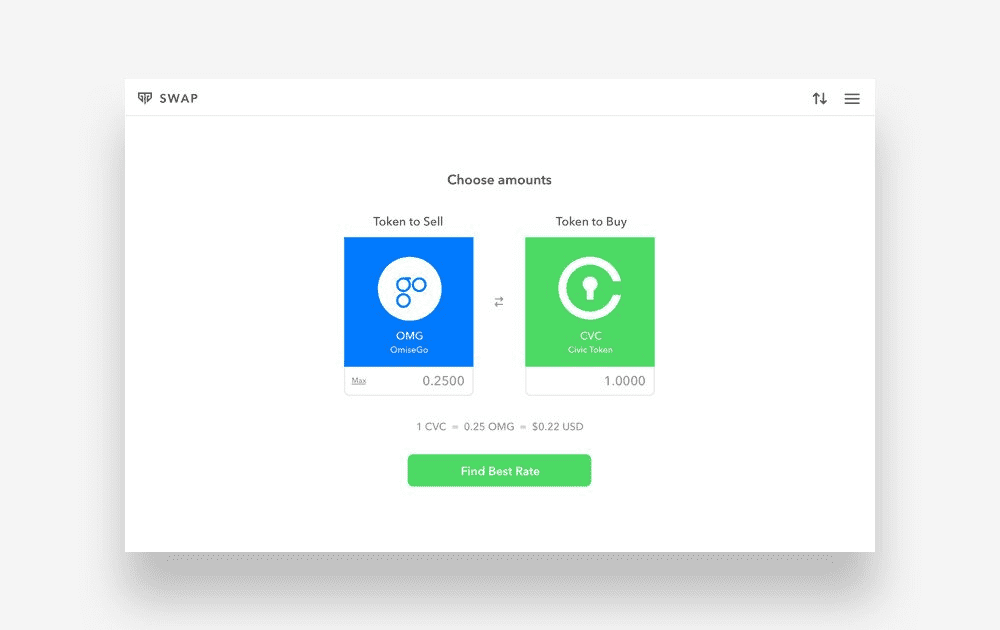 SWAP
Choose amounts
Token to Sell
Token to Buy
OMG
OmiseGo
CVC
Civic Token
Max 0.2500
1.0000
1 CVC = 0.25 OMG = $0.22 USD
Find Best Rate